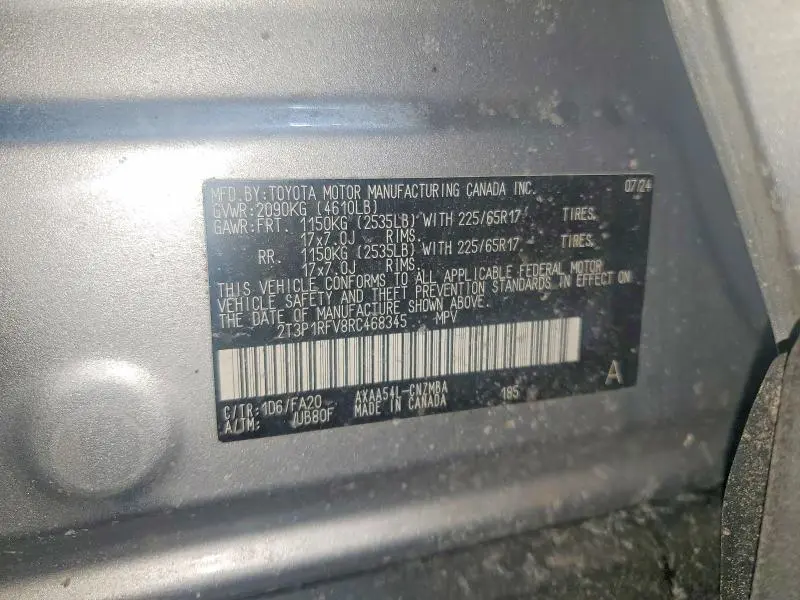 MFD.BY:TOYOTA MOTOR MANUFACTURING CANADA INC. 07/24
GVWR:2090KG (4610LB)
GAWR:FRT. 1150KG (2535LB) WITH 225/65R17 TIRES,
17x7.0J RIMS.
RR. 1150KG (2535LB) WITH 225/65R17 TIRES,
17x7.0J RIMS.
THIS VEHICLE CONFORMS TO ALL APPLICABLE FEDERAL MOTOR
VEHICLE SAFETY AND THEFT PREVENTION STANDARDS IN EFFECT ON
THE DATE OF MANUFACTURE SHOWN ABOVE.
2T3P1RFV8RC468345 MPV
C/TR:1D6/FA20 AXAA54L-CNZMBA 185 A
A/TM: /UB80F MADE IN CANADA